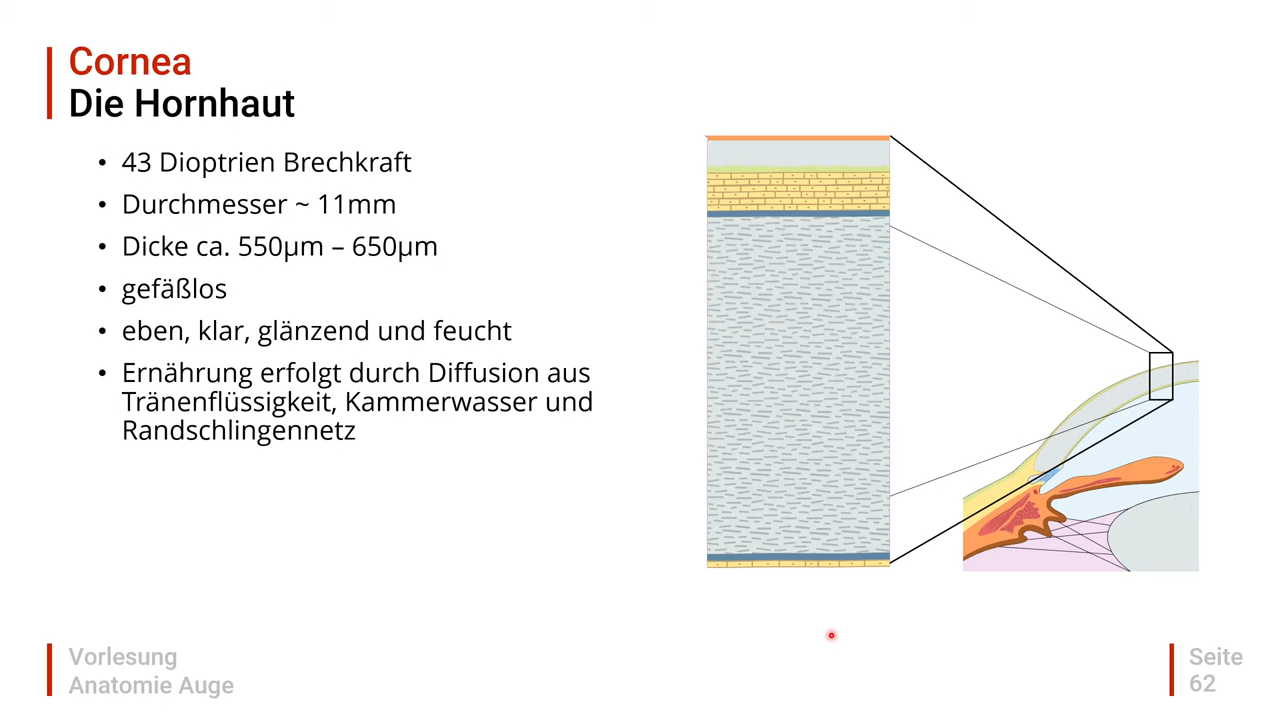 Cornea
Die Hornhaut
• 43 Dioptrien Brechkraft
• Durchmesser ~ 11mm
• Dicke ca. 550µm – 650µm
• gefäßlos
• eben, klar, glänzend und feucht
• Ernährung erfolgt durch Diffusion aus
Tränenflüssigkeit, Kammerwasser und
Randschlingennetz
Vorlesung
Anatomie Auge
Seite
62